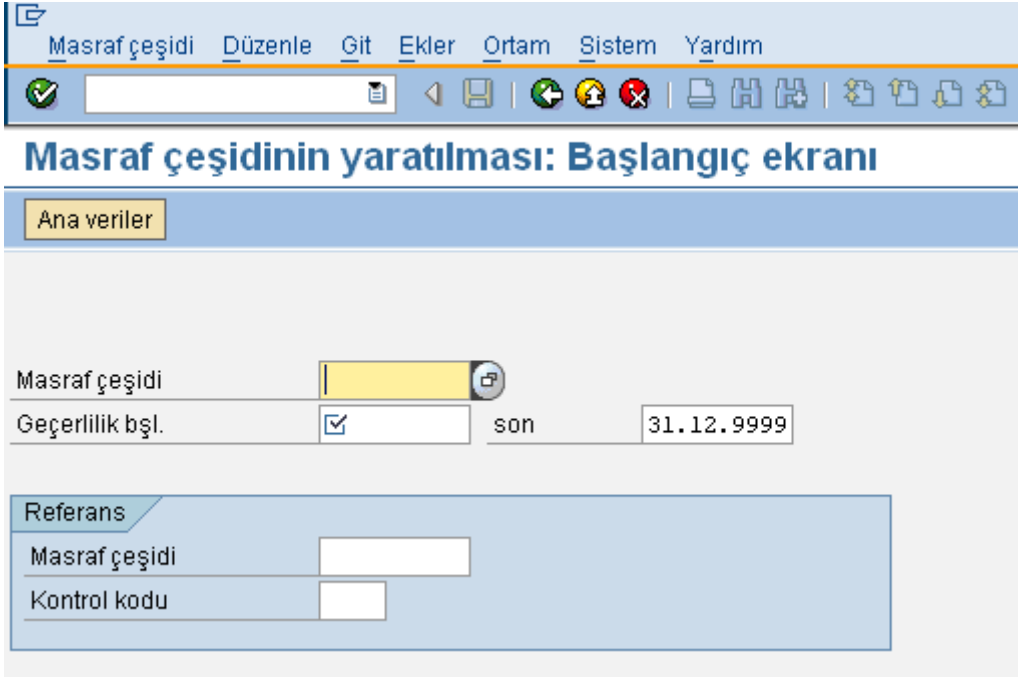 Masraf çeşidi Düzenle Git Ekler Ortam Sistem Yardım
Masraf çeşidinin yaratılması: Başlangıç ekranı
Ana veriler
Masraf çeşidi
Geçerlilik bşl. son 31.12.9999
Referans
Masraf çeşidi
Kontrol kodu